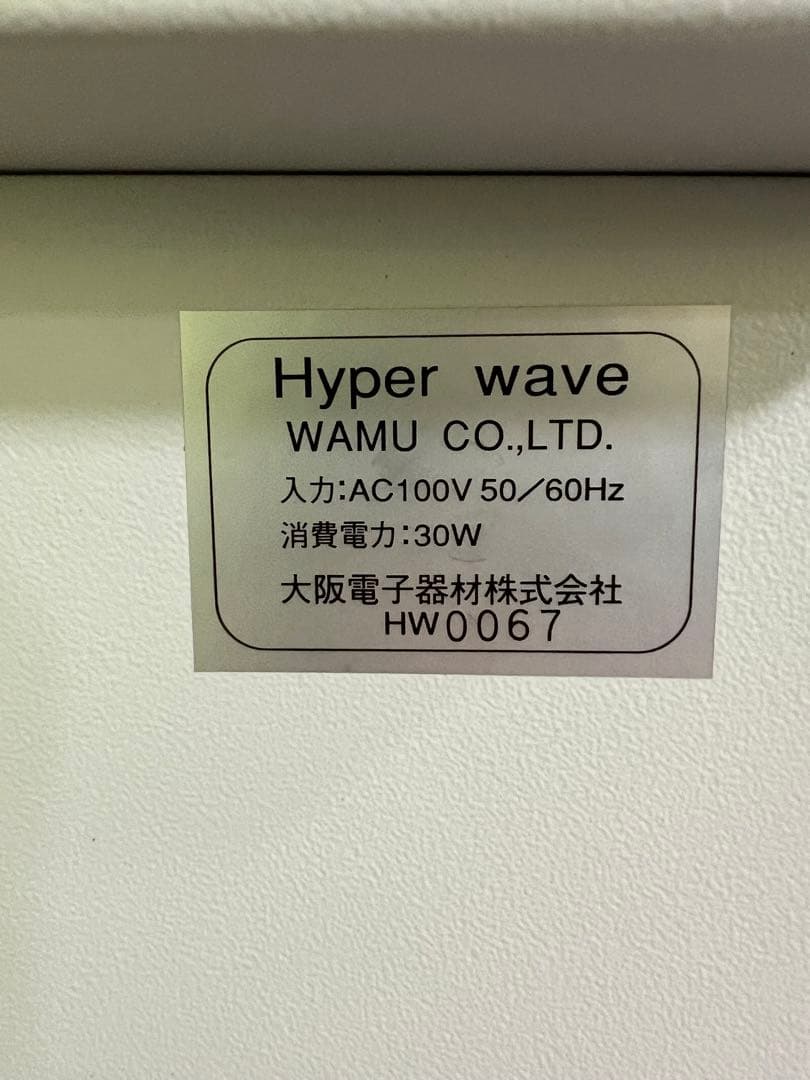 Hyper wave
WAMU CO.,LTD.
入力:AC100V 50/60Hz
消費電力:30W
大阪電子器材株式会社
HW0067